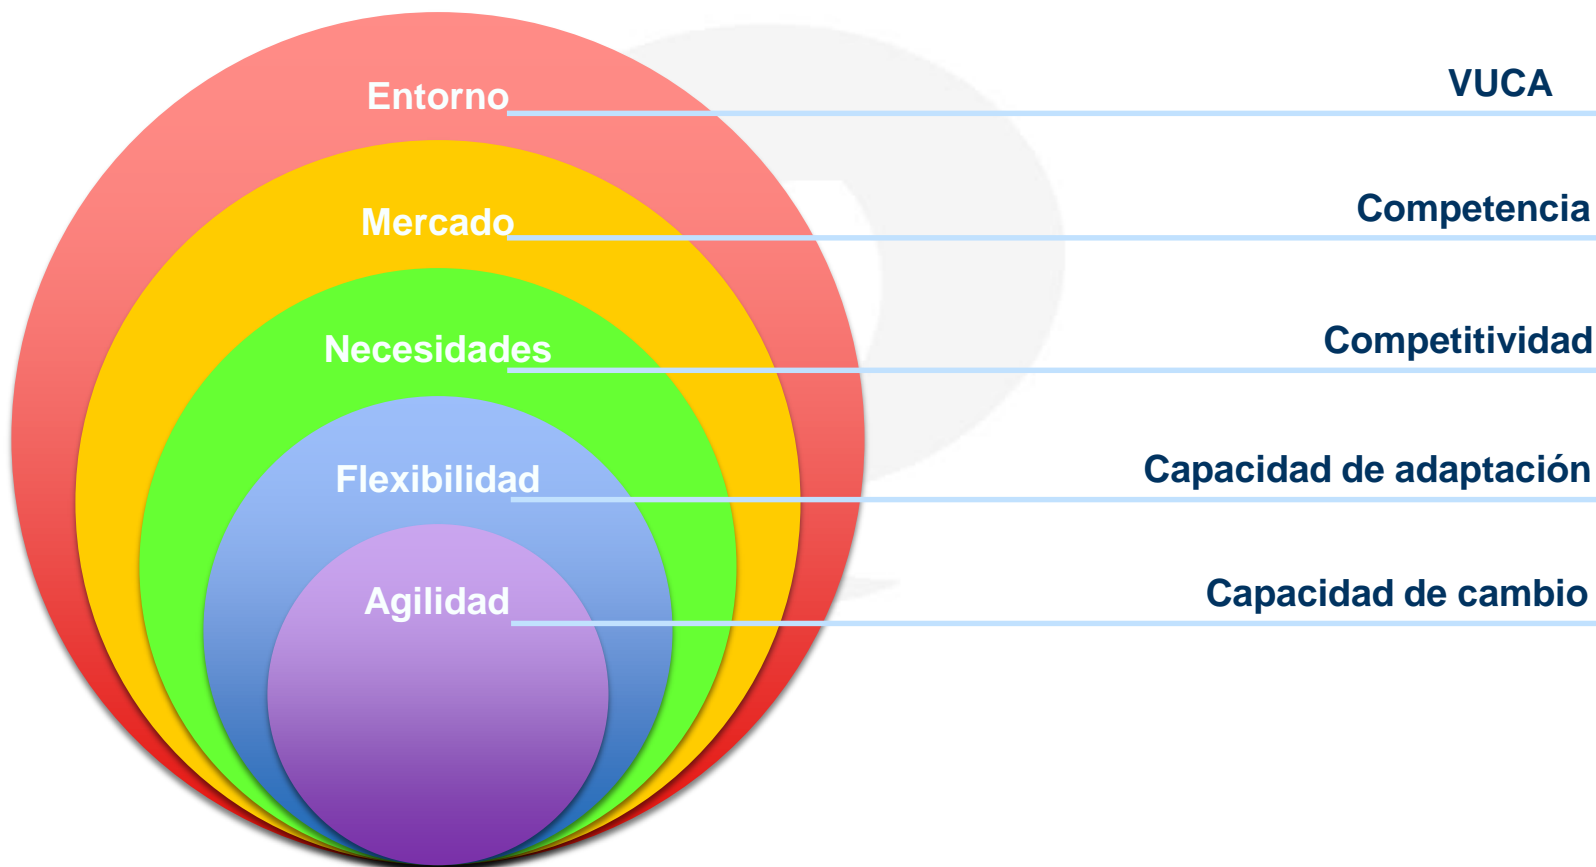 Entorno
VUCA
Mercado
Competencia
Necesidades
Competitividad
Flexibilidad
Capacidad de adaptación
Agilidad
Capacidad de cambio